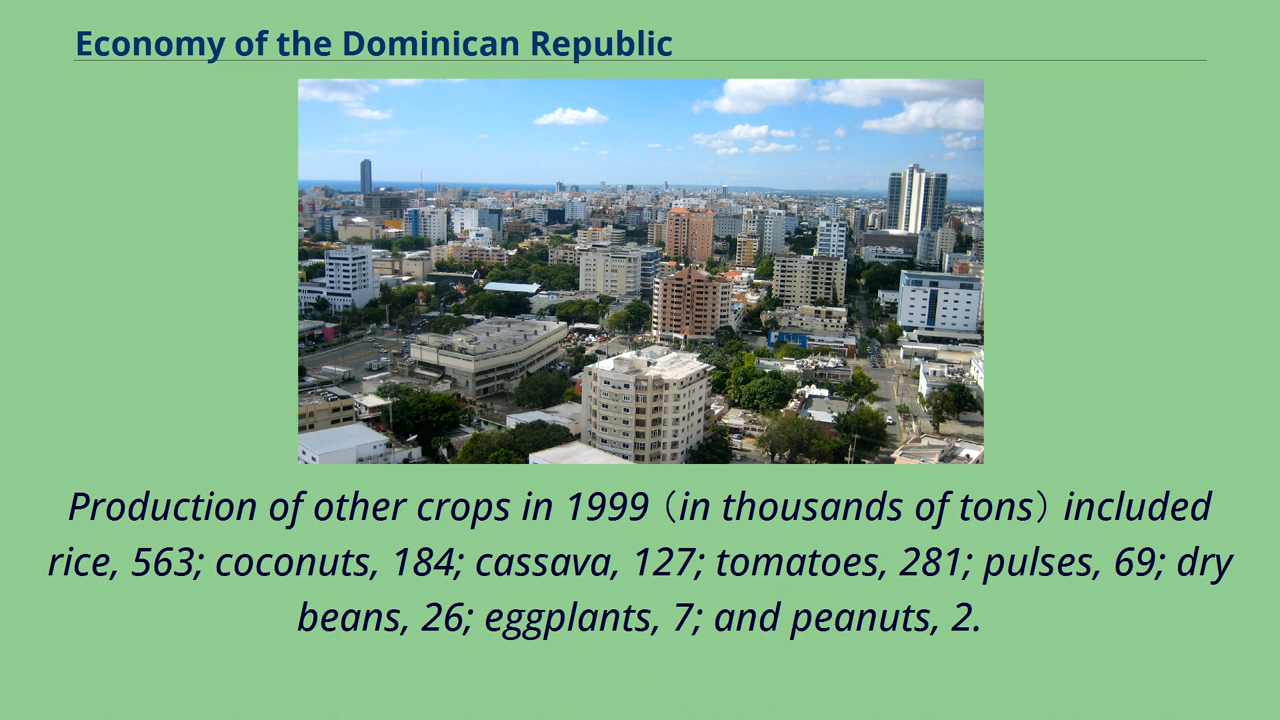 Economy of the Dominican Republic
Production of other crops in 1999（in thousands of tons）included
rice, 563; coconuts, 184; cassava, 127; tomatoes, 281; pulses, 69; dry
beans, 26; eggplants, 7; and peanuts, 2.